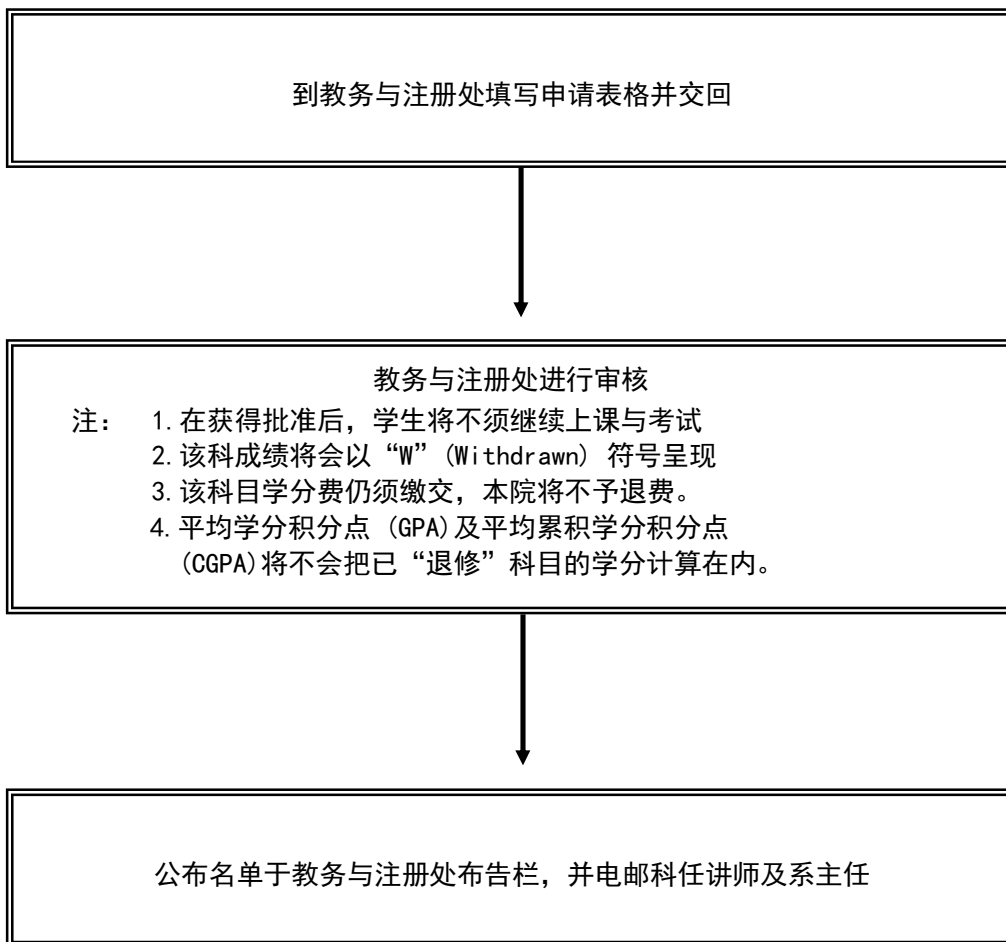 到教务与注册处填写申请表格并交回
教务与注册处进行审核
注： 1.在获得批准后，学生将不须继续上课与考试
2.该科成绩将会以“W”(Withdrawn) 符号呈现
3.该科目学分费仍须缴交，本院将不予退费。
4.平均学分积分点 (GPA)及平均累积学分积分点
(CGPA)将不会把已“退修”科目的学分计算在内。
公布名单于教务与注册处布告栏，并电邮科任讲师及系主任